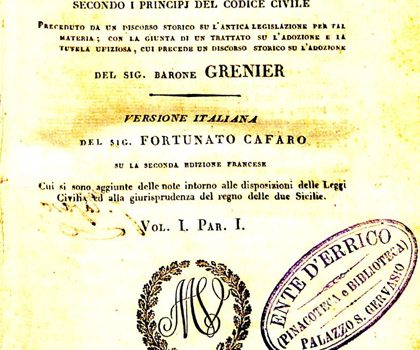 SECONDO I PRINCIPJ DEL CODICE CIVILE
PRECEDUTO DA UN DISCORSO STORICO SU L'ANTICA LEGISLAZIONE PER TAL
MATERIA; CON LA GIUNTA DI UN TRATTATO SU L'ADOZIONE E LA
TUTELA UFIZIOSA, CUI PRECEDE UN DISCORSO STORICO SU L'ADOZIONE
DEL SIG. BARONE GRENIER
VERSIONE ITALIANA
DEL SIG. FORTUNATO CAFARO
SU LA SECONDA EDIZIONE FRANCESE
Cui si sono aggiunte delle note intorno alle disposizioni delle Leggi
Civili ed alla giurisprudenza del regno delle due Sicilie.
VOL. I. PAR. I.
ENTE D'ERRICO
(PINACOTECA e BIBLIOTECA)
PALAZZO S. GERVASIO